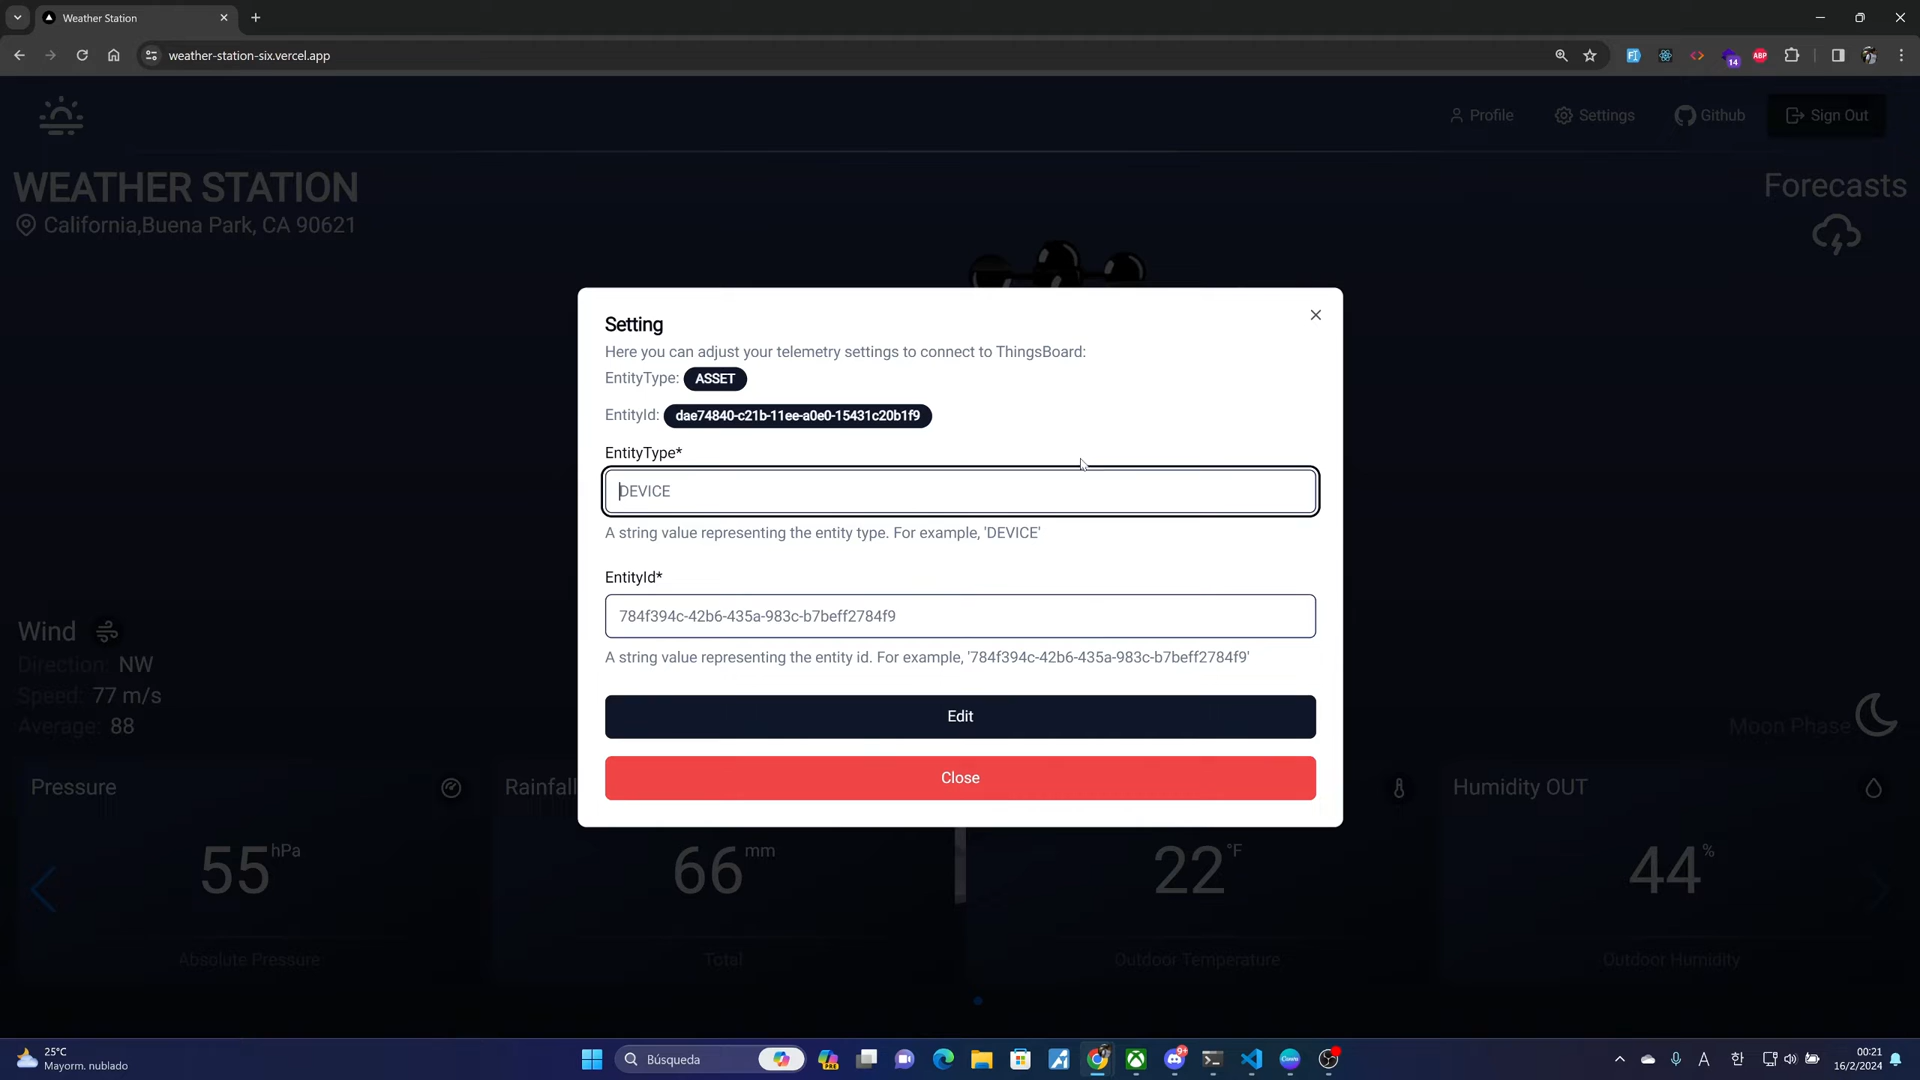 Weather Station
weather-station-six.vercel.app
14
ABP
Profile
Settings
Github
Sign Out
WEATHER STATION
California,Buena Park, CA 90621
Forecasts
Setting
Here you can adjust your telemetry settings to connect to ThingsBoard:
EntityType: ASSET
EntityId: dae74840-c21b-11ee-a0e0-15431c20b1f9
EntityType*
DEVICE
A string value representing the entity type. For example, 'DEVICE'
EntityId*
784f394c-42b6-435a-983c-b7beff2784f9
A string value representing the entity id. For example, '784f394c-42b6-435a-983c-b7beff2784f9'
Edit
Close
Wind
Direction: NW
Speed: 77 m/s
Average: 88
Moon Phase
Pressure
55 hPa
Absolute Pressure
Rainfall
66 mm
Total
22 °F
Outdoor Temperature
Humidity OUT
44 %
Outdoor Humidity
25°C
Mayorm. nublado
Búsqueda
PRE
9+
A
한
00:21
16/2/2024